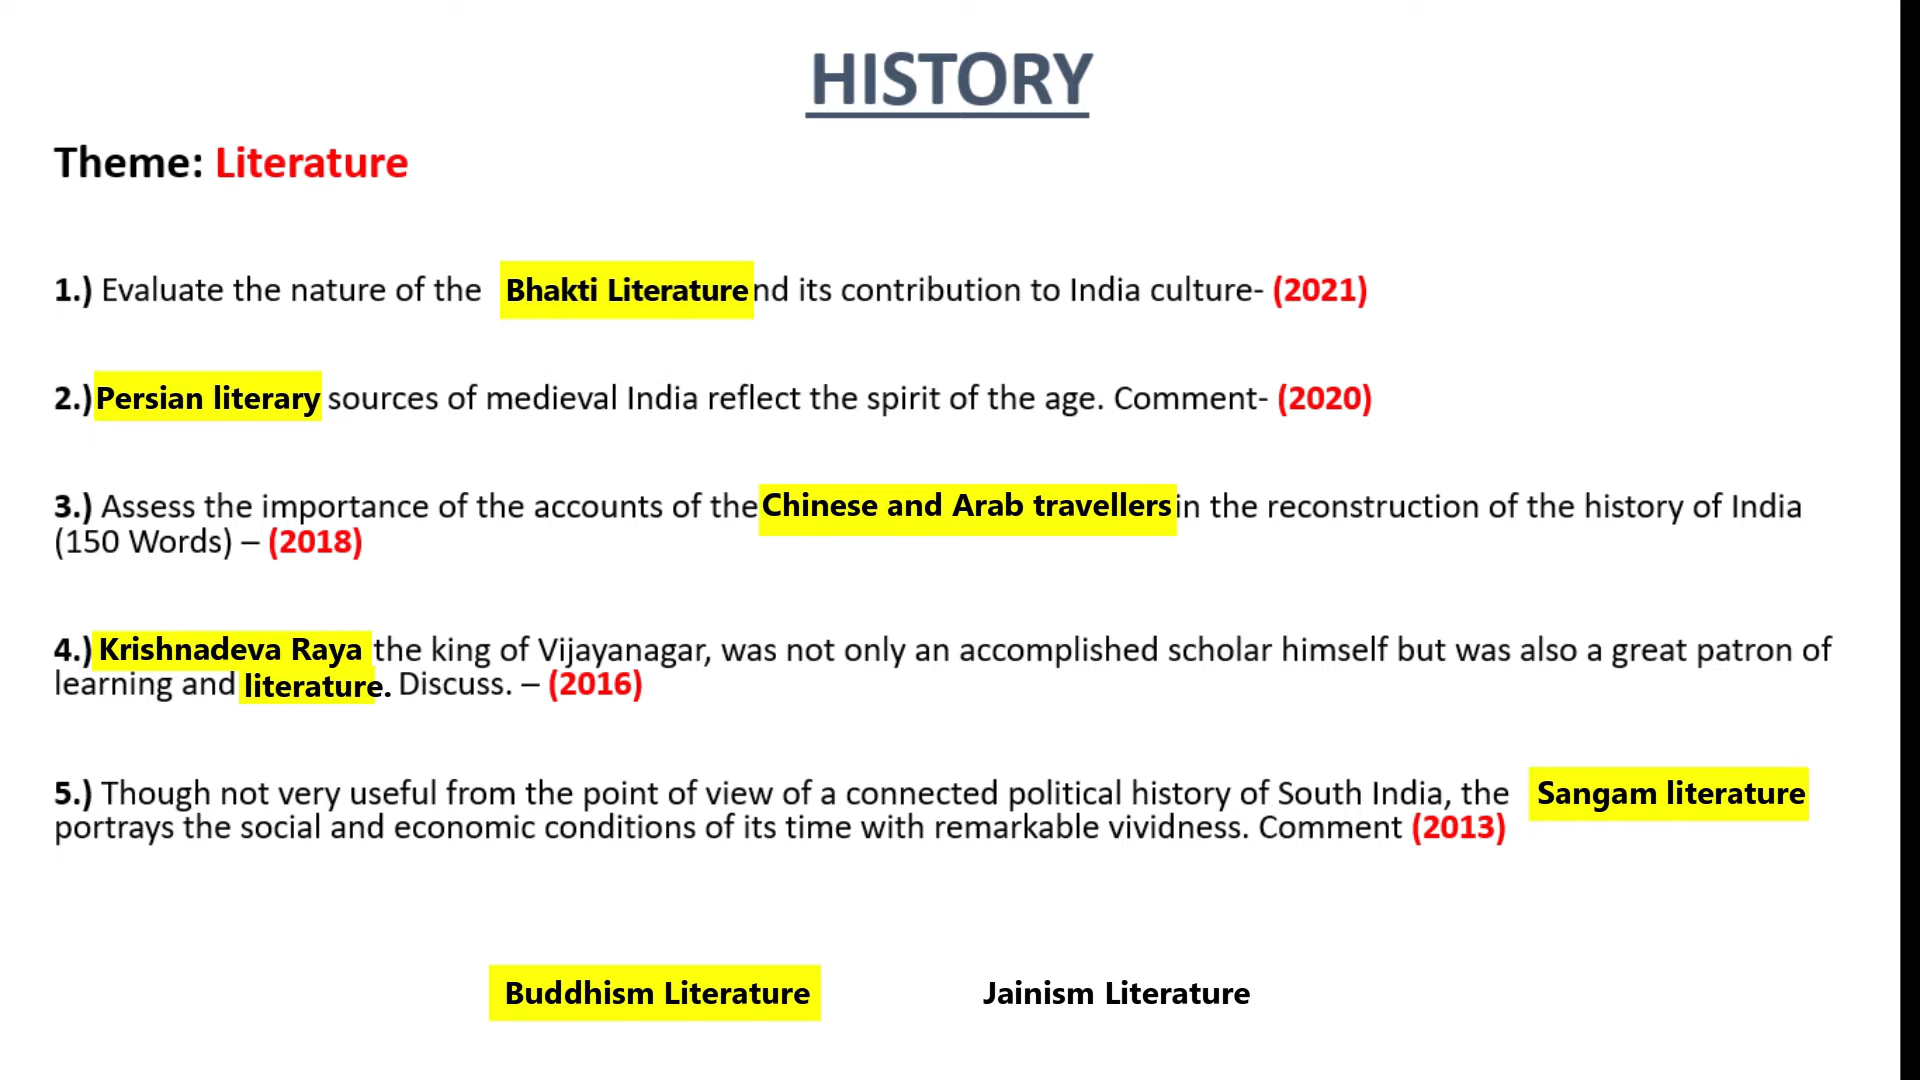 HISTORY
Theme: Literature
1.) Evaluate the nature of the Bhakti Literature nd its contribution to India culture- (2021)
2.) Persian literary sources of medieval India reflect the spirit of the age. Comment- (2020)
3.) Assess the importance of the accounts of the Chinese and Arab travellers in the reconstruction of the history of India
(150 Words) – (2018)
4.) Krishnadeva Raya the king of Vijayanagar, was not only an accomplished scholar himself but was also a great patron of
learning and literature. Discuss. – (2016)
5.) Though not very useful from the point of view of a connected political history of South India, the Sangam literature
portrays the social and economic conditions of its time with remarkable vividness. Comment (2013)
Buddhism Literature Jainism Literature